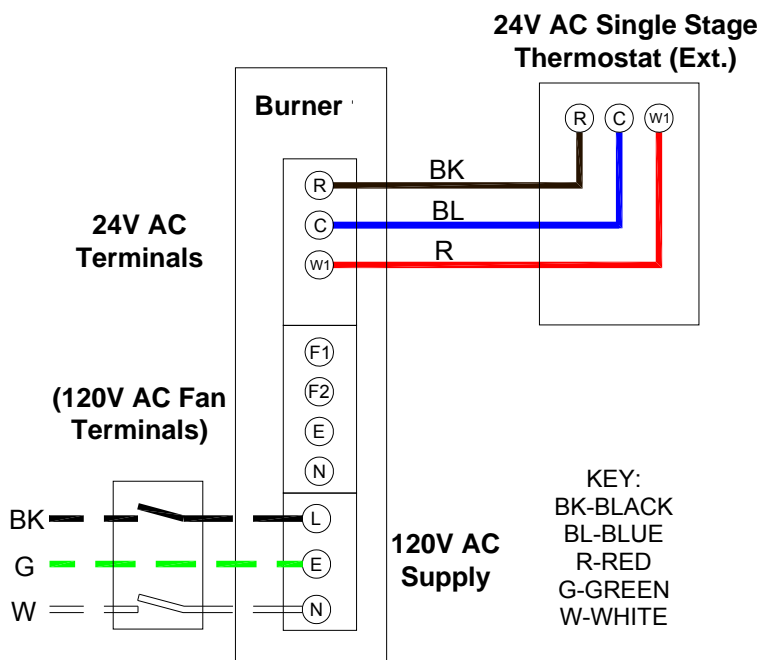 24V AC Single Stage
Thermostat (Ext.)
Burner
R
C
W1
R
C
W1
BK
BL
R
24V AC
Terminals
F1
F2
E
N
(120V AC Fan
Terminals)
BK
G
W
L
E
N
120V AC
Supply
KEY:
BK-BLACK
BL-BLUE
R-RED
G-GREEN
W-WHITE